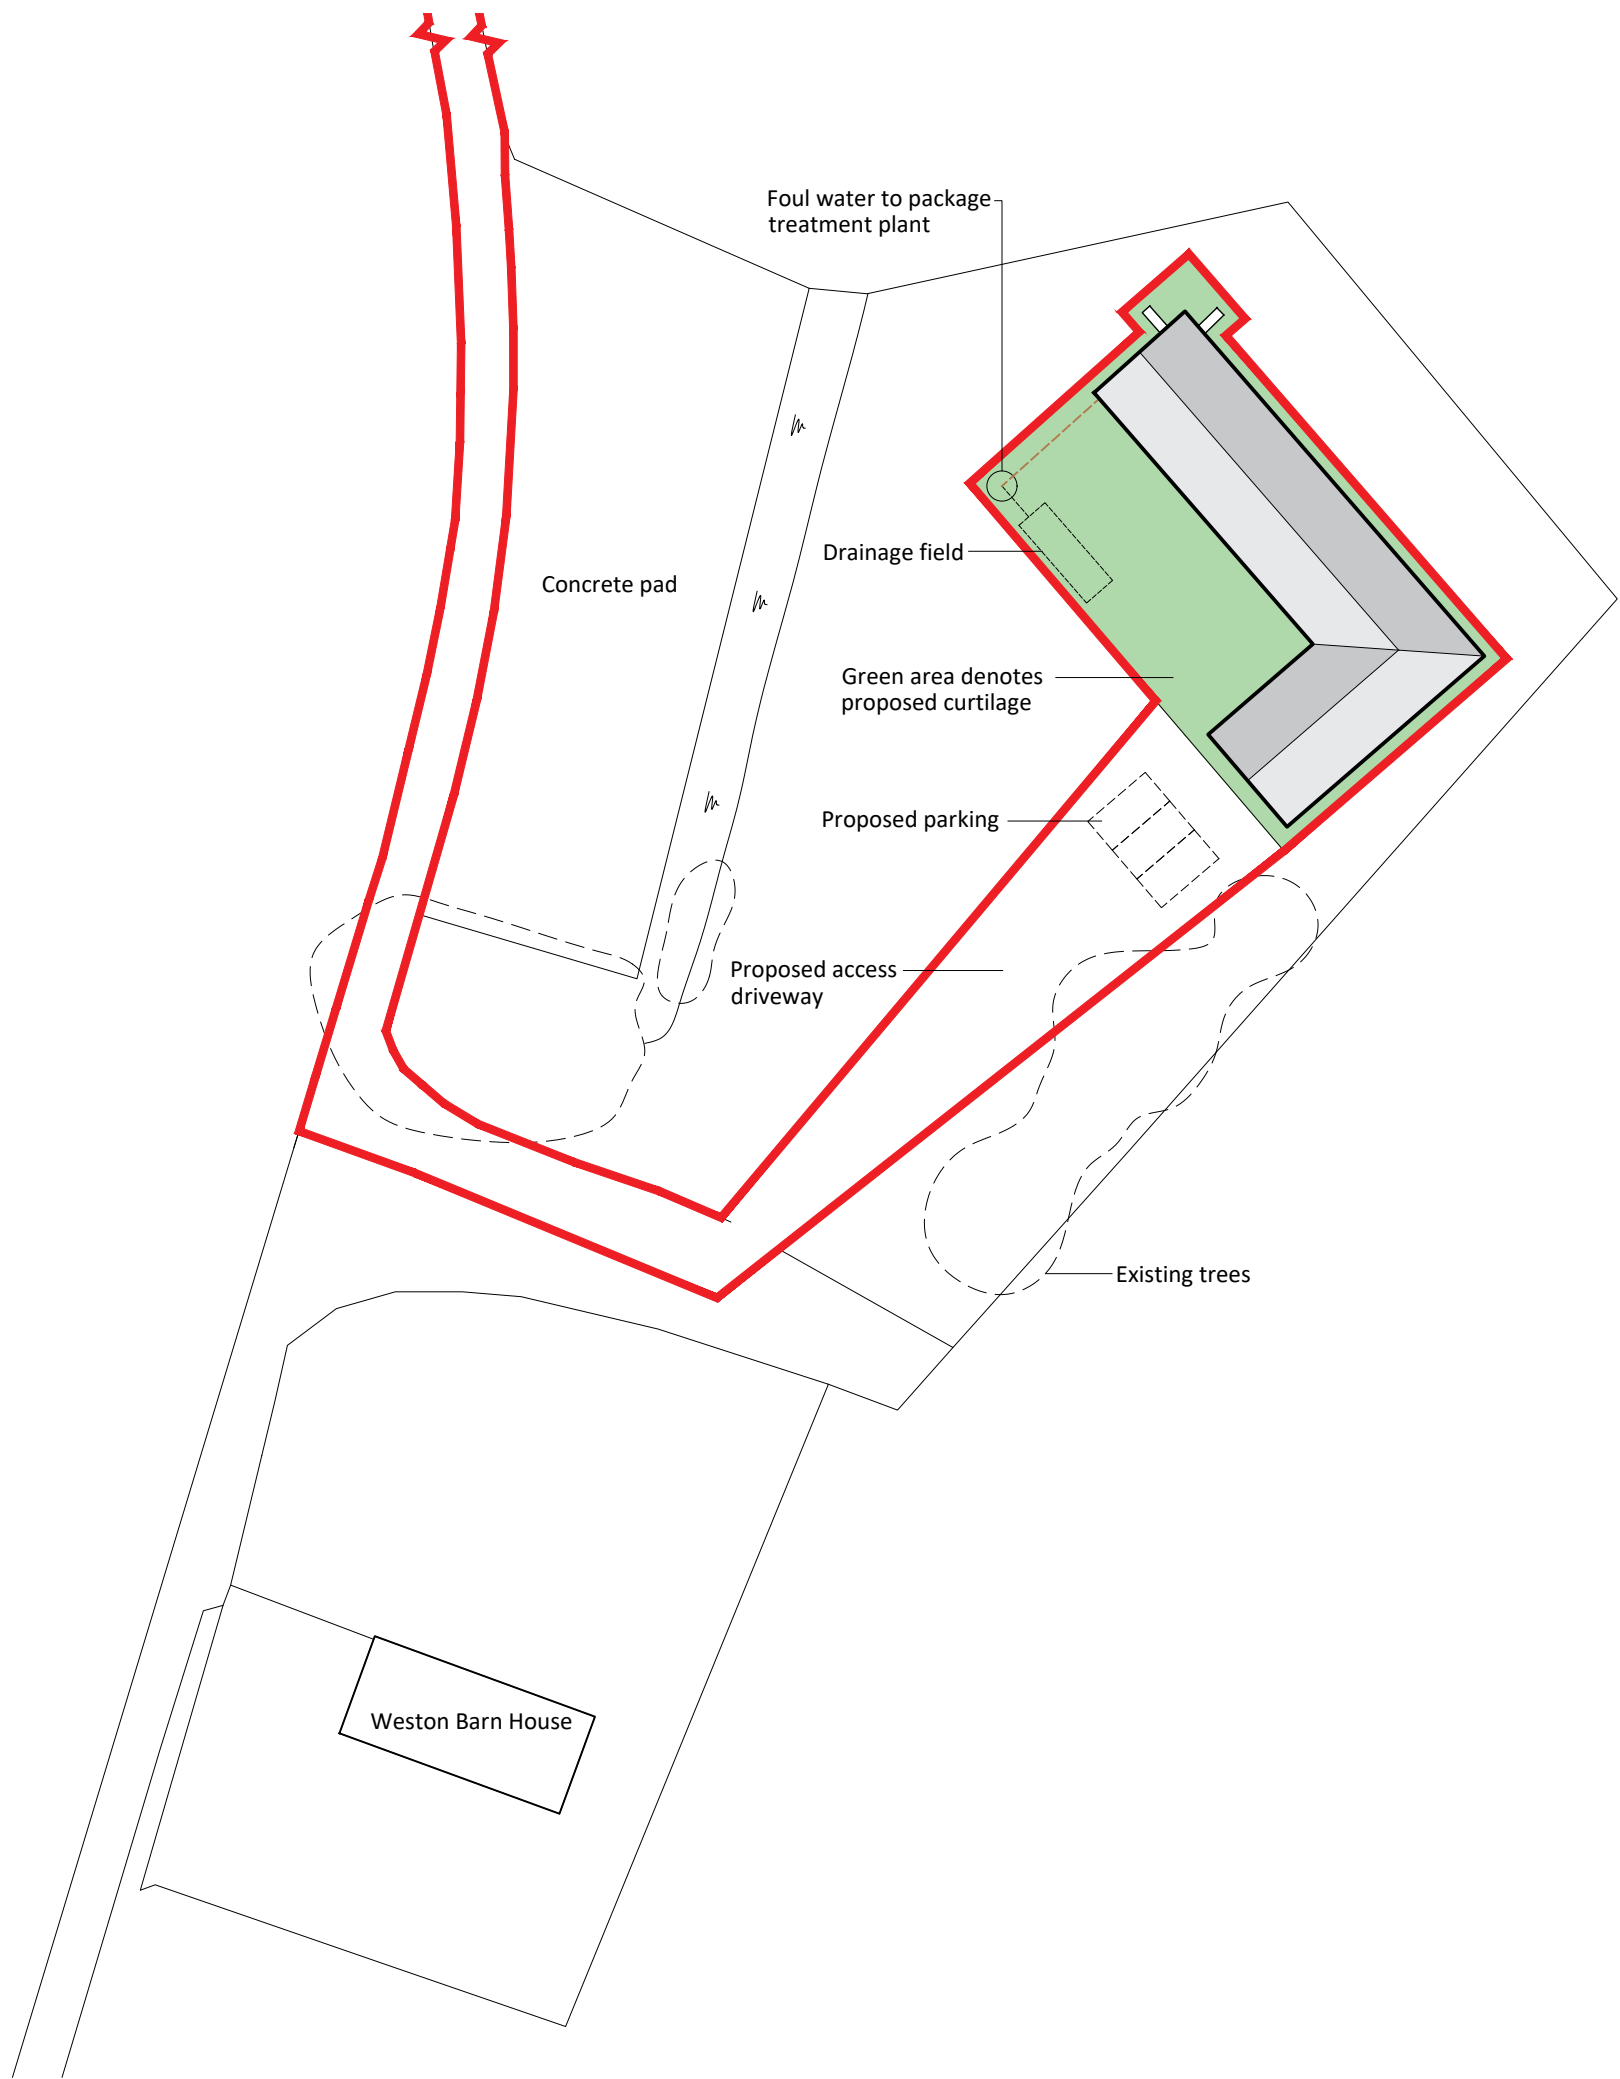 Foul water to package
treatment plant
Drainage field
Concrete pad
Green area denotes
proposed curtilage
Proposed parking
Proposed access
driveway
Existing trees
Weston Barn House